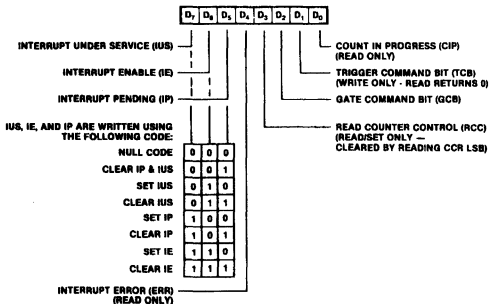 D7 D6 D5 D4 D3 D2 D1 D0
INTERRUPT UNDER SERVICE (IUS)
INTERRUPT ENABLE (IE)
INTERRUPT PENDING (IP)
IUS, IE, AND IP ARE WRITTEN USING
THE FOLLOWING CODE:
NULL CODE 0 0 0
CLEAR IP & IUS 0 0 1
SET IUS 0 1 0
CLEAR IUS 0 1 1
SET IP 1 0 0
CLEAR IP 1 0 1
SET IE 1 1 0
CLEAR IE 1 1 1
INTERRUPT ERROR (ERR)
(READ ONLY)
COUNT IN PROGRESS (CIP)
(READ ONLY)
TRIGGER COMMAND BIT (TCB)
(WRITE ONLY - READ RETURNS 0)
GATE COMMAND BIT (GCB)
READ COUNTER CONTROL (RCC)
(READ/SET ONLY —
CLEARED BY READING CCR LSB)